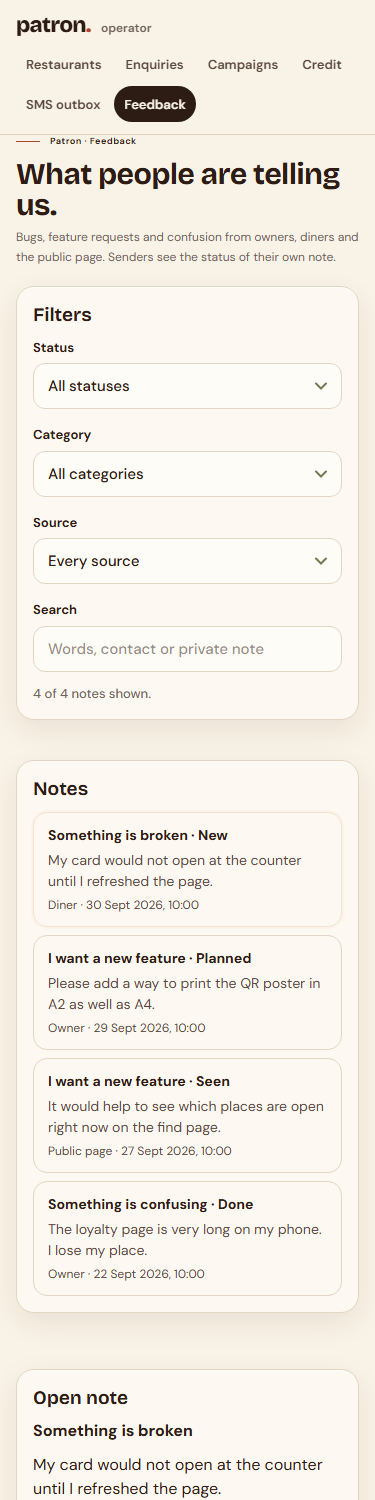 patron. operator
Restaurants Enquiries Campaigns Credit
SMS outbox Feedback
Patron · Feedback
What people are telling
us.
Bugs, feature requests and confusion from owners, diners and
the public page. Senders see the status of their own note.
Filters
Status
All statuses
Category
All categories
Source
Every source
Search
Words, contact or private note
4 of 4 notes shown.
Notes
Something is broken · New
My card would not open at the counter
until I refreshed the page.
Diner · 30 Sept 2026, 10:00
I want a new feature · Planned
Please add a way to print the QR poster in
A2 as well as A4.
Owner · 29 Sept 2026, 10:00
I want a new feature · Seen
It would help to see which places are open
right now on the find page.
Public page · 27 Sept 2026, 10:00
Something is confusing · Done
The loyalty page is very long on my phone.
I lose my place.
Owner · 22 Sept 2026, 10:00
Open note
Something is broken
My card would not open at the counter
until I refreshed the page.